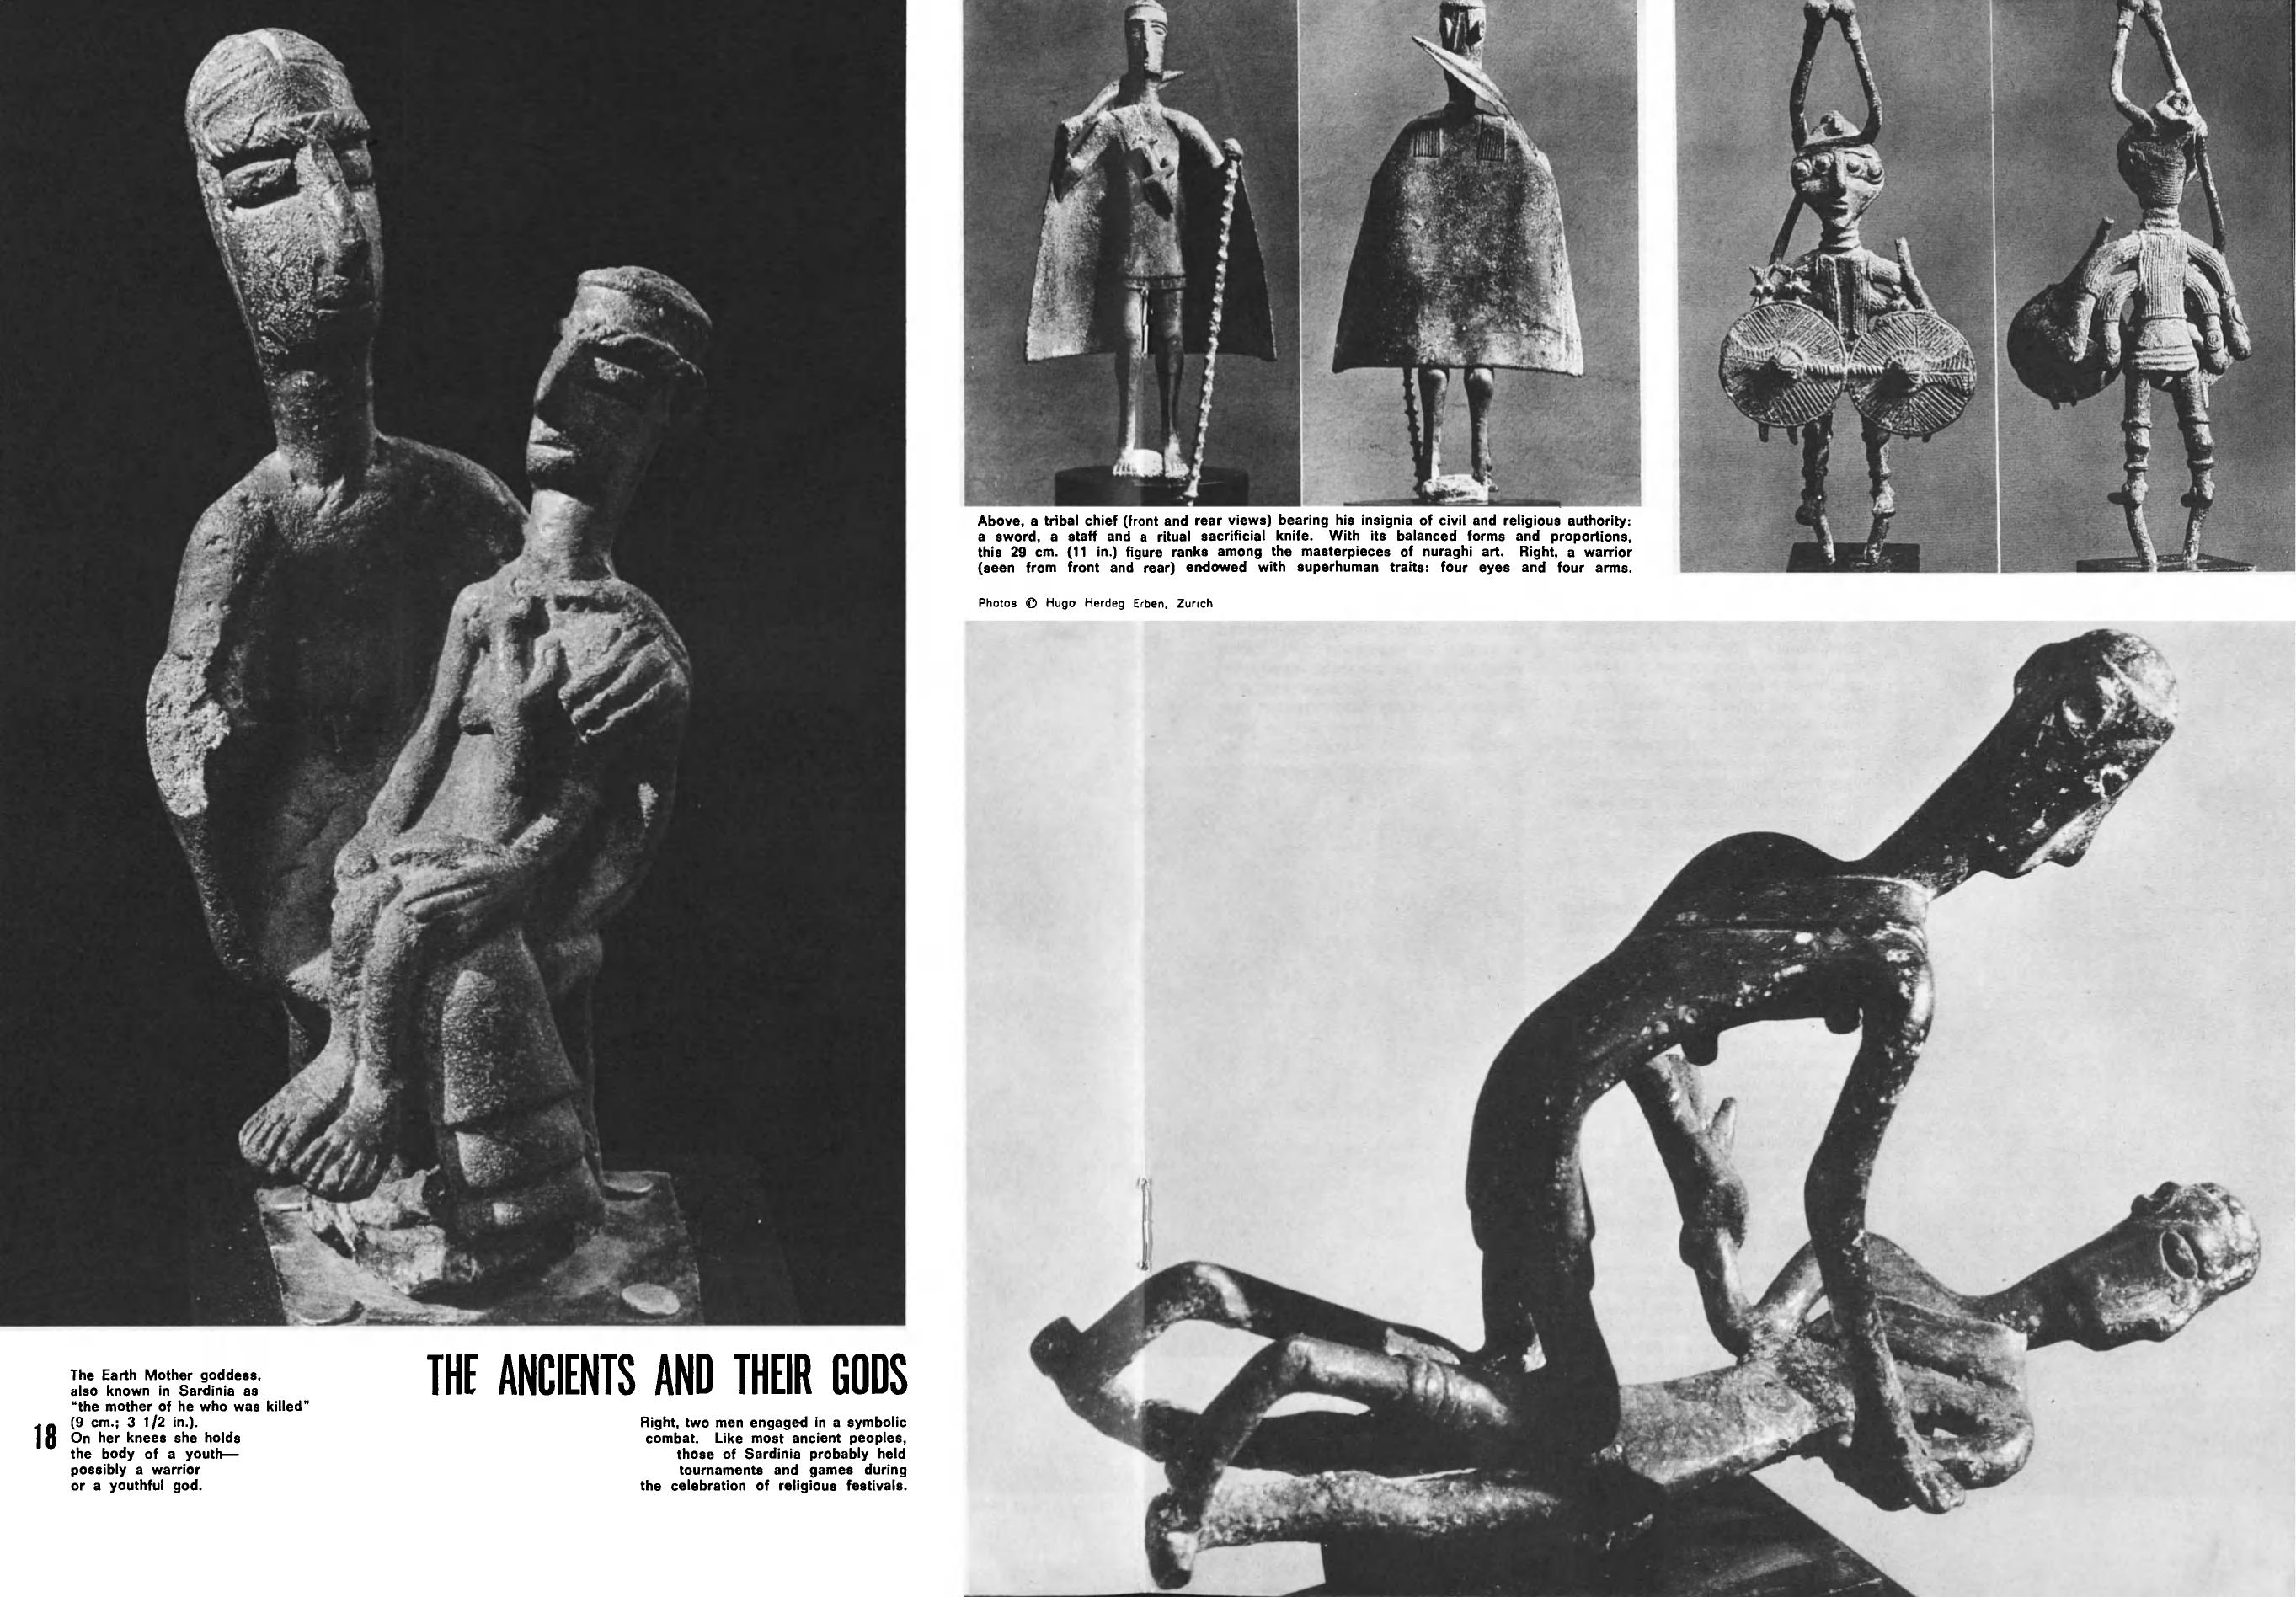 Above, a tribal chief (front and rear views) bearing his insignia of civil and religious authority:
a sword, a staff and a ritual sacrificial knife. With its balanced forms and proportions,
this 29 cm. (11 in.) figure ranks among the masterpieces of nuraghi art. Right, a warrior
(seen from front and rear) endowed with superhuman traits: four eyes and four arms.
Photos © Hugo Herdeg Erben, Zurich
THE ANCIENTS AND THEIR GODS
The Earth Mother goddess,
also known in Sardinia as
"the mother of he who was killed"
(9 cm.; 3 1/2 in.).
On her knees she holds
the body of a youth—
possibly a warrior
or a youthful god.
18
Right, two men engaged in a symbolic
combat. Like most ancient peoples,
those of Sardinia probably held
tournaments and games during
the celebration of religious festivals.